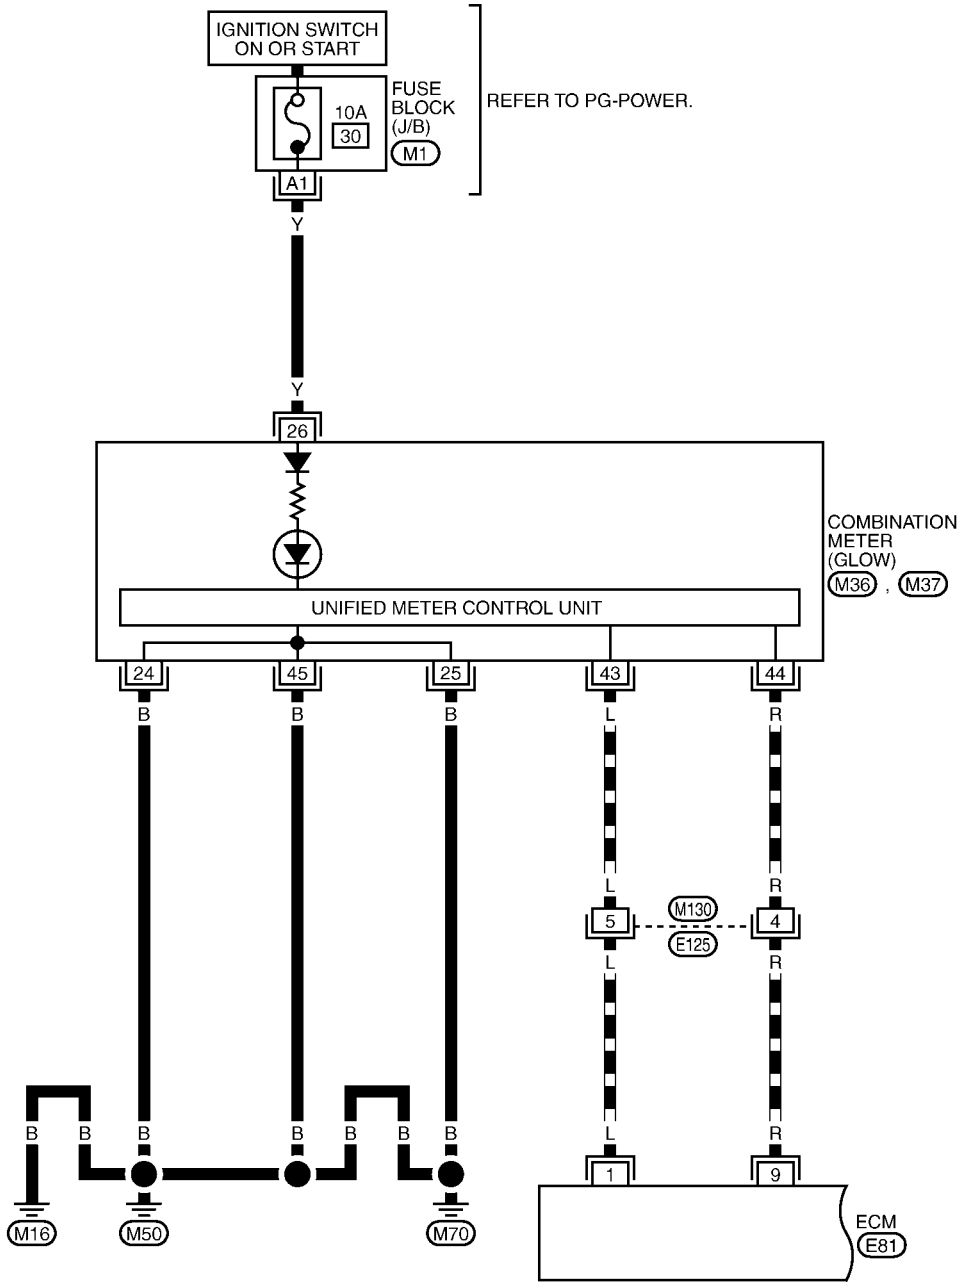 IGNITION SWITCH
ON OR START
FUSE
BLOCK
(J/B)
M1
10A
30
REFER TO PG-POWER.
A1
Y
Y
26
COMBINATION
METER
(GLOW)
M36 , M37
UNIFIED METER CONTROL UNIT
24 45 25 43 44
B B B L R
L R
5 M130 4
E125
L R
B B B B B B B L R
1 9
M16 M50 M70
ECM
E81